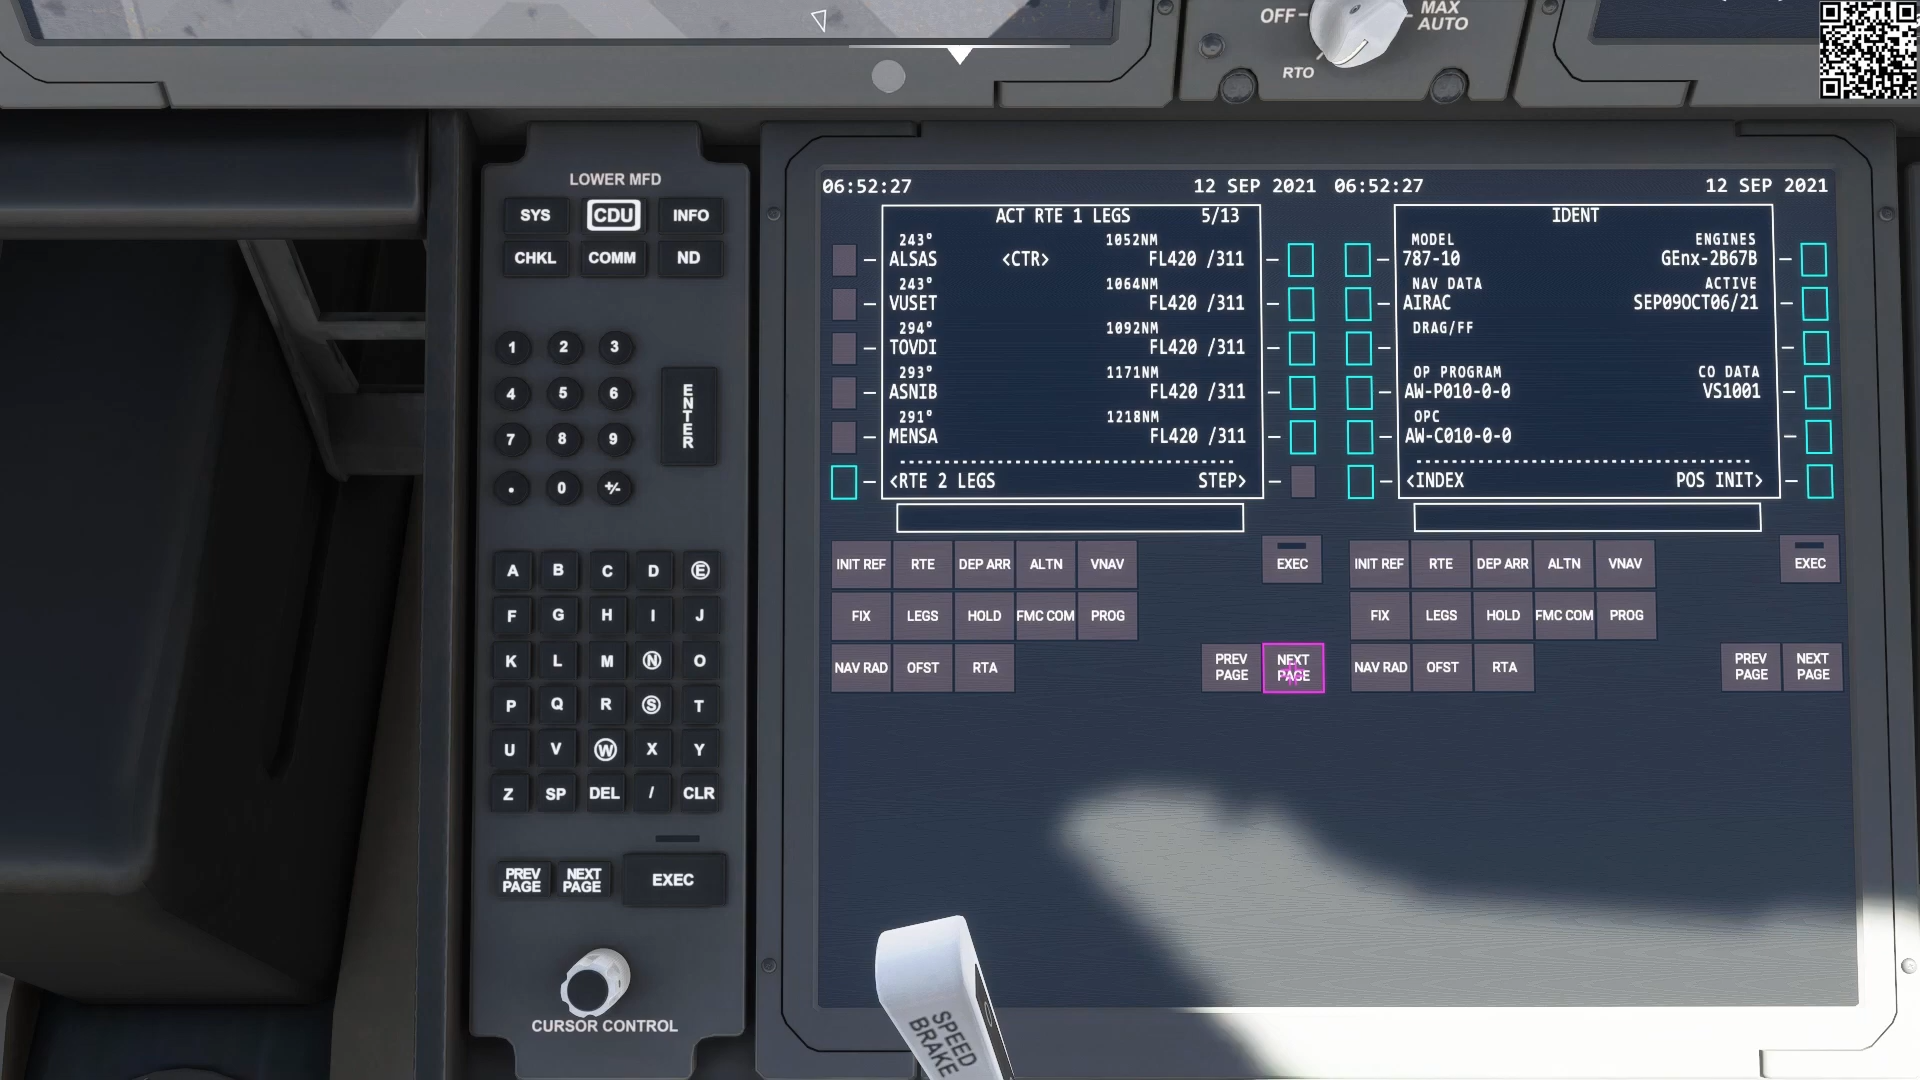 OFF
MAX
AUTO
RTO
LOWER MFD
SYS CDU INFO
CHKL COMM ND
1 2 3
4 5 6
7 8 9
. 0 +/-
ENTER
A B C D E
F G H I J
K L M N O
P Q R S T
U V W X Y
Z SP DEL / CLR
PREV PAGE
NEXT PAGE
EXEC
CURSOR CONTROL
SPEED
BRAKE
06:52:27 12 SEP 2021
ACT RTE 1 LEGS 5/13
243° 1052NM
ALSAS <CTR> FL420 /311
243° 1064NM
VUSET FL420 /311
294° 1092NM
TOVDI FL420 /311
293° 1171NM
ASNIB FL420 /311
291° 1218NM
MENSA FL420 /311
<RTE 2 LEGS STEP>
INIT REF RTE DEP ARR ALTN VNAV
EXEC
FIX LEGS HOLD FMC COM PROG
NAV RAD OFST RTA
PREV PAGE
NEXT PAGE
06:52:27 12 SEP 2021
IDENT
MODEL ENGINES
787-10 GEnx-2B67B
NAV DATA ACTIVE
AIRAC SEP09OCT06/21
DRAG/FF
OP PROGRAM CO DATA
AW-P010-0-0 VS1001
OPC
AW-C010-0-0
<INDEX POS INIT>
INIT REF RTE DEP ARR ALTN VNAV
EXEC
FIX LEGS HOLD FMC COM PROG
NAV RAD OFST RTA
PREV PAGE
NEXT PAGE